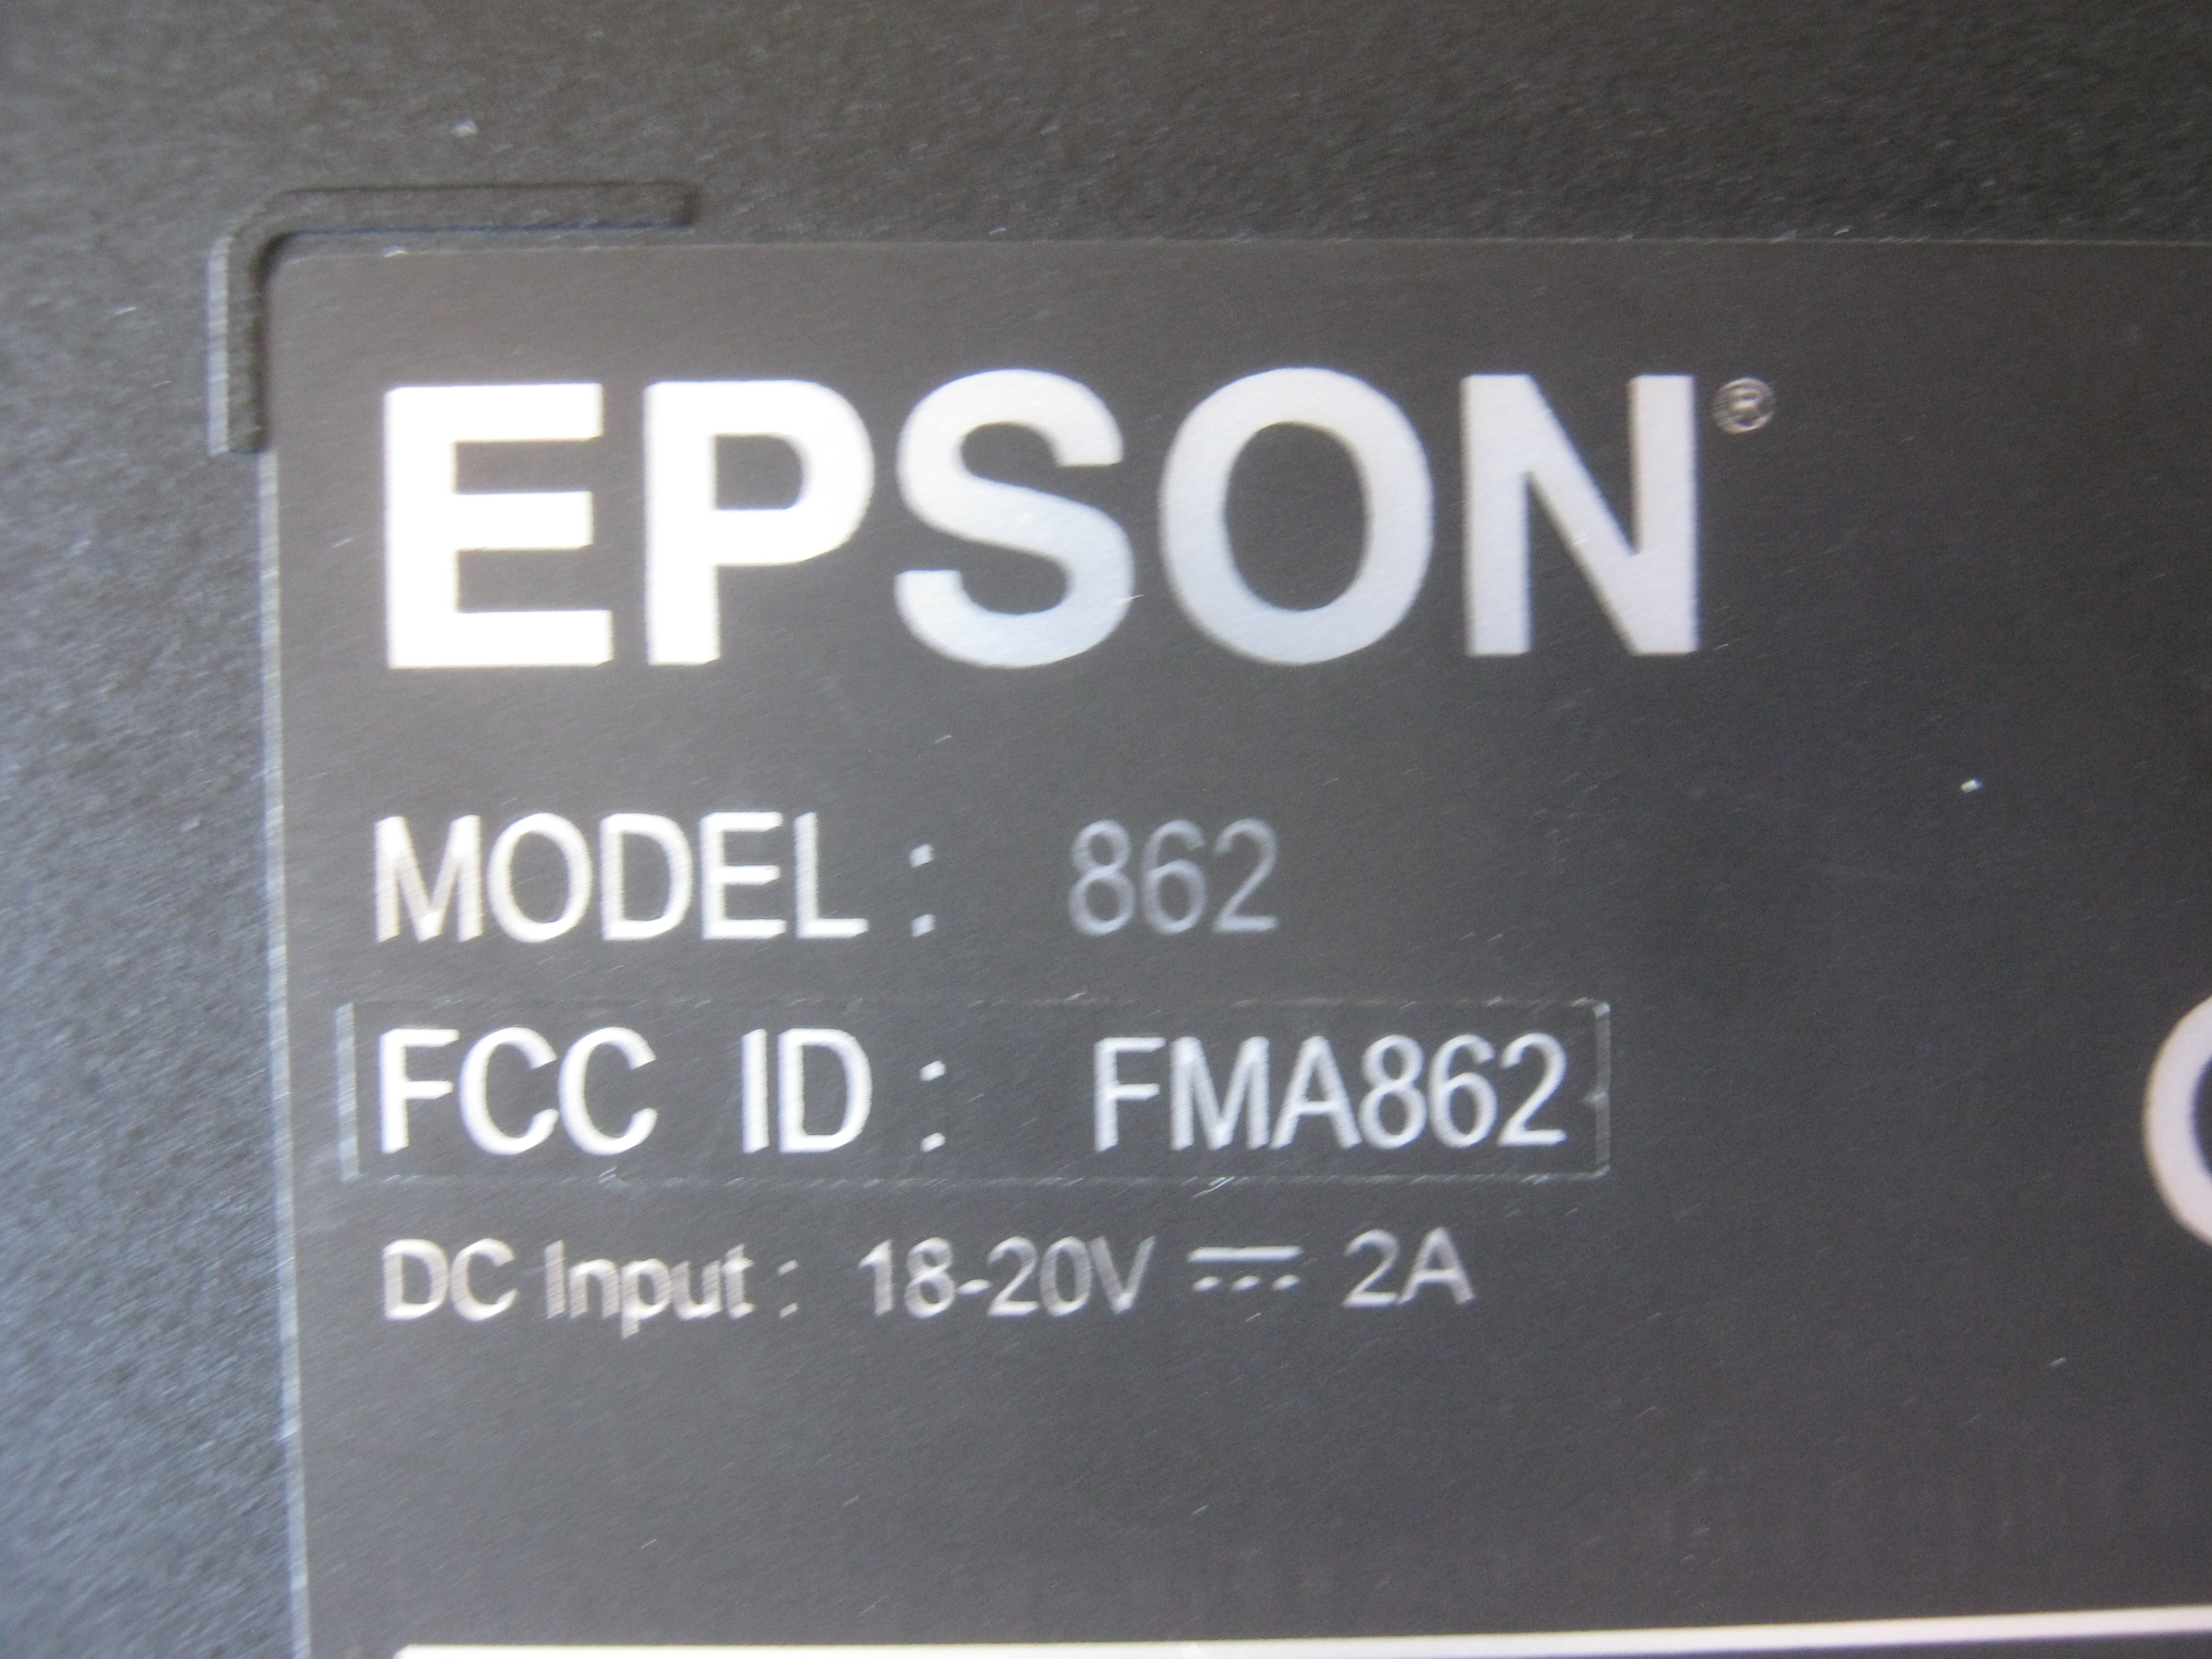 EPSON®
MODEL : 862
FCC ID : FMA862
DC Input : 18-20V ⎓ 2A